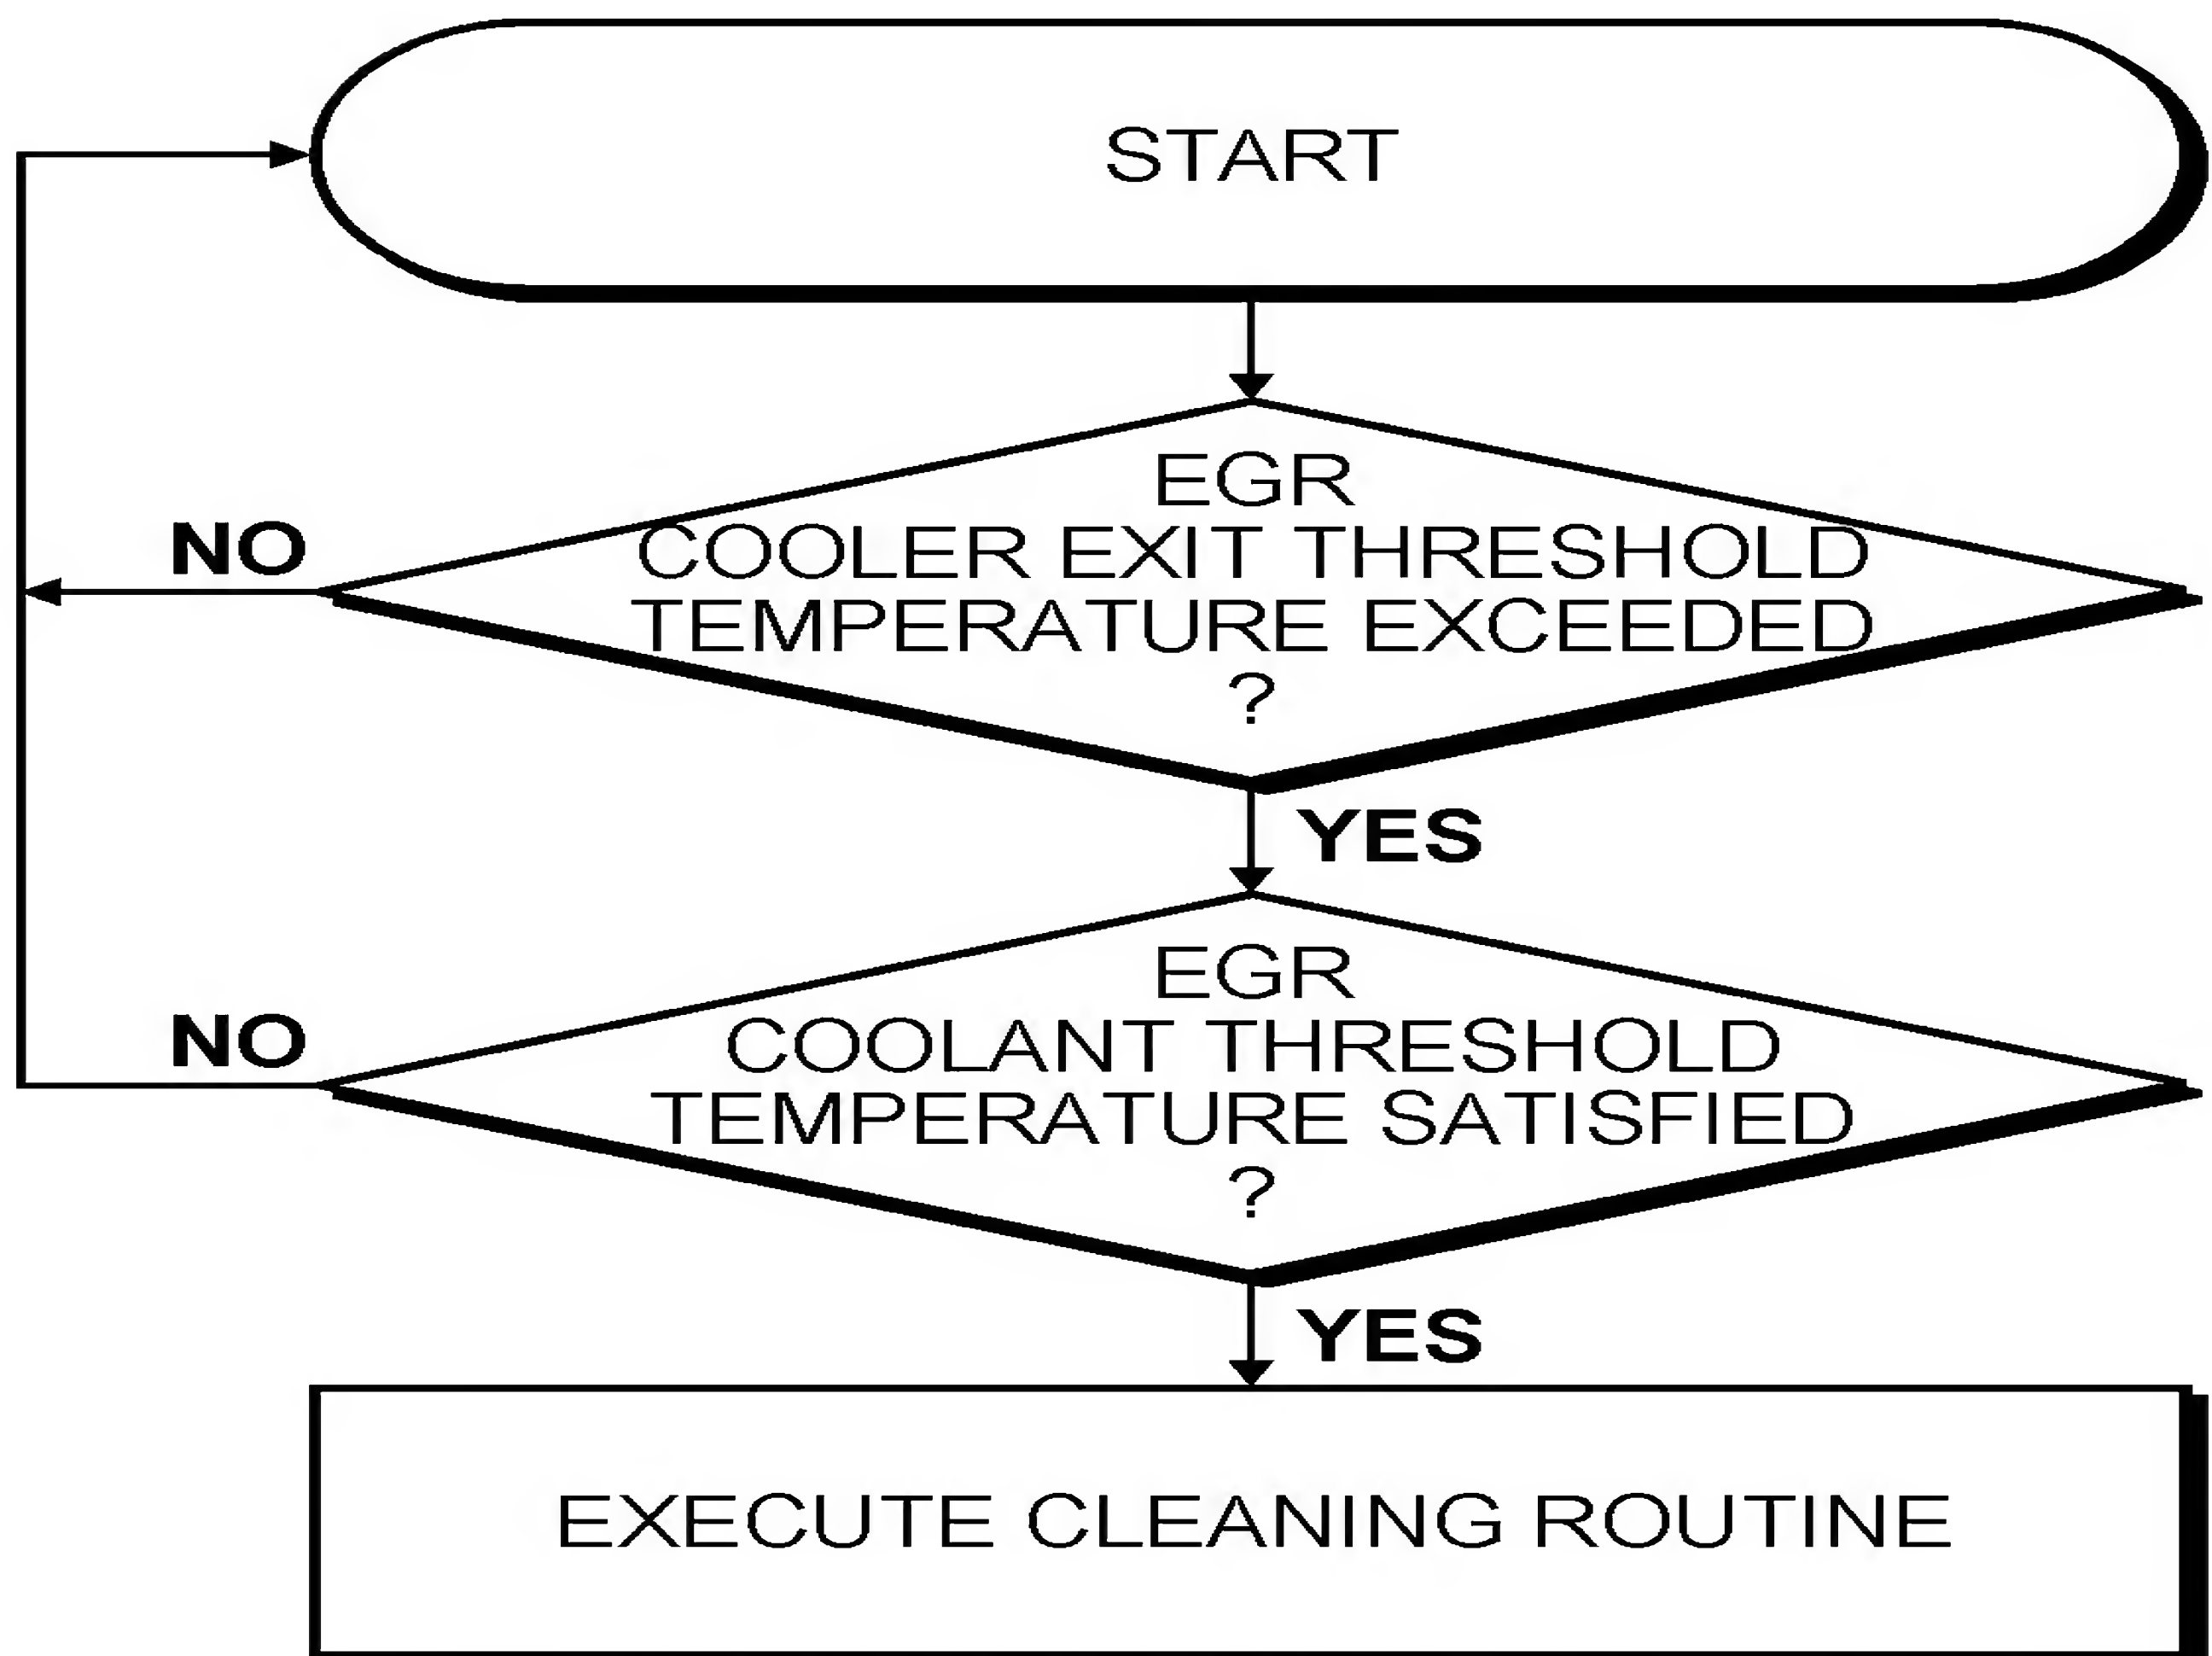 START
EGR
COOLER EXIT THRESHOLD
TEMPERATURE EXCEEDED
?
NO
YES
EGR
COOLANT THRESHOLD
TEMPERATURE SATISFIED
?
NO
YES
EXECUTE CLEANING ROUTINE